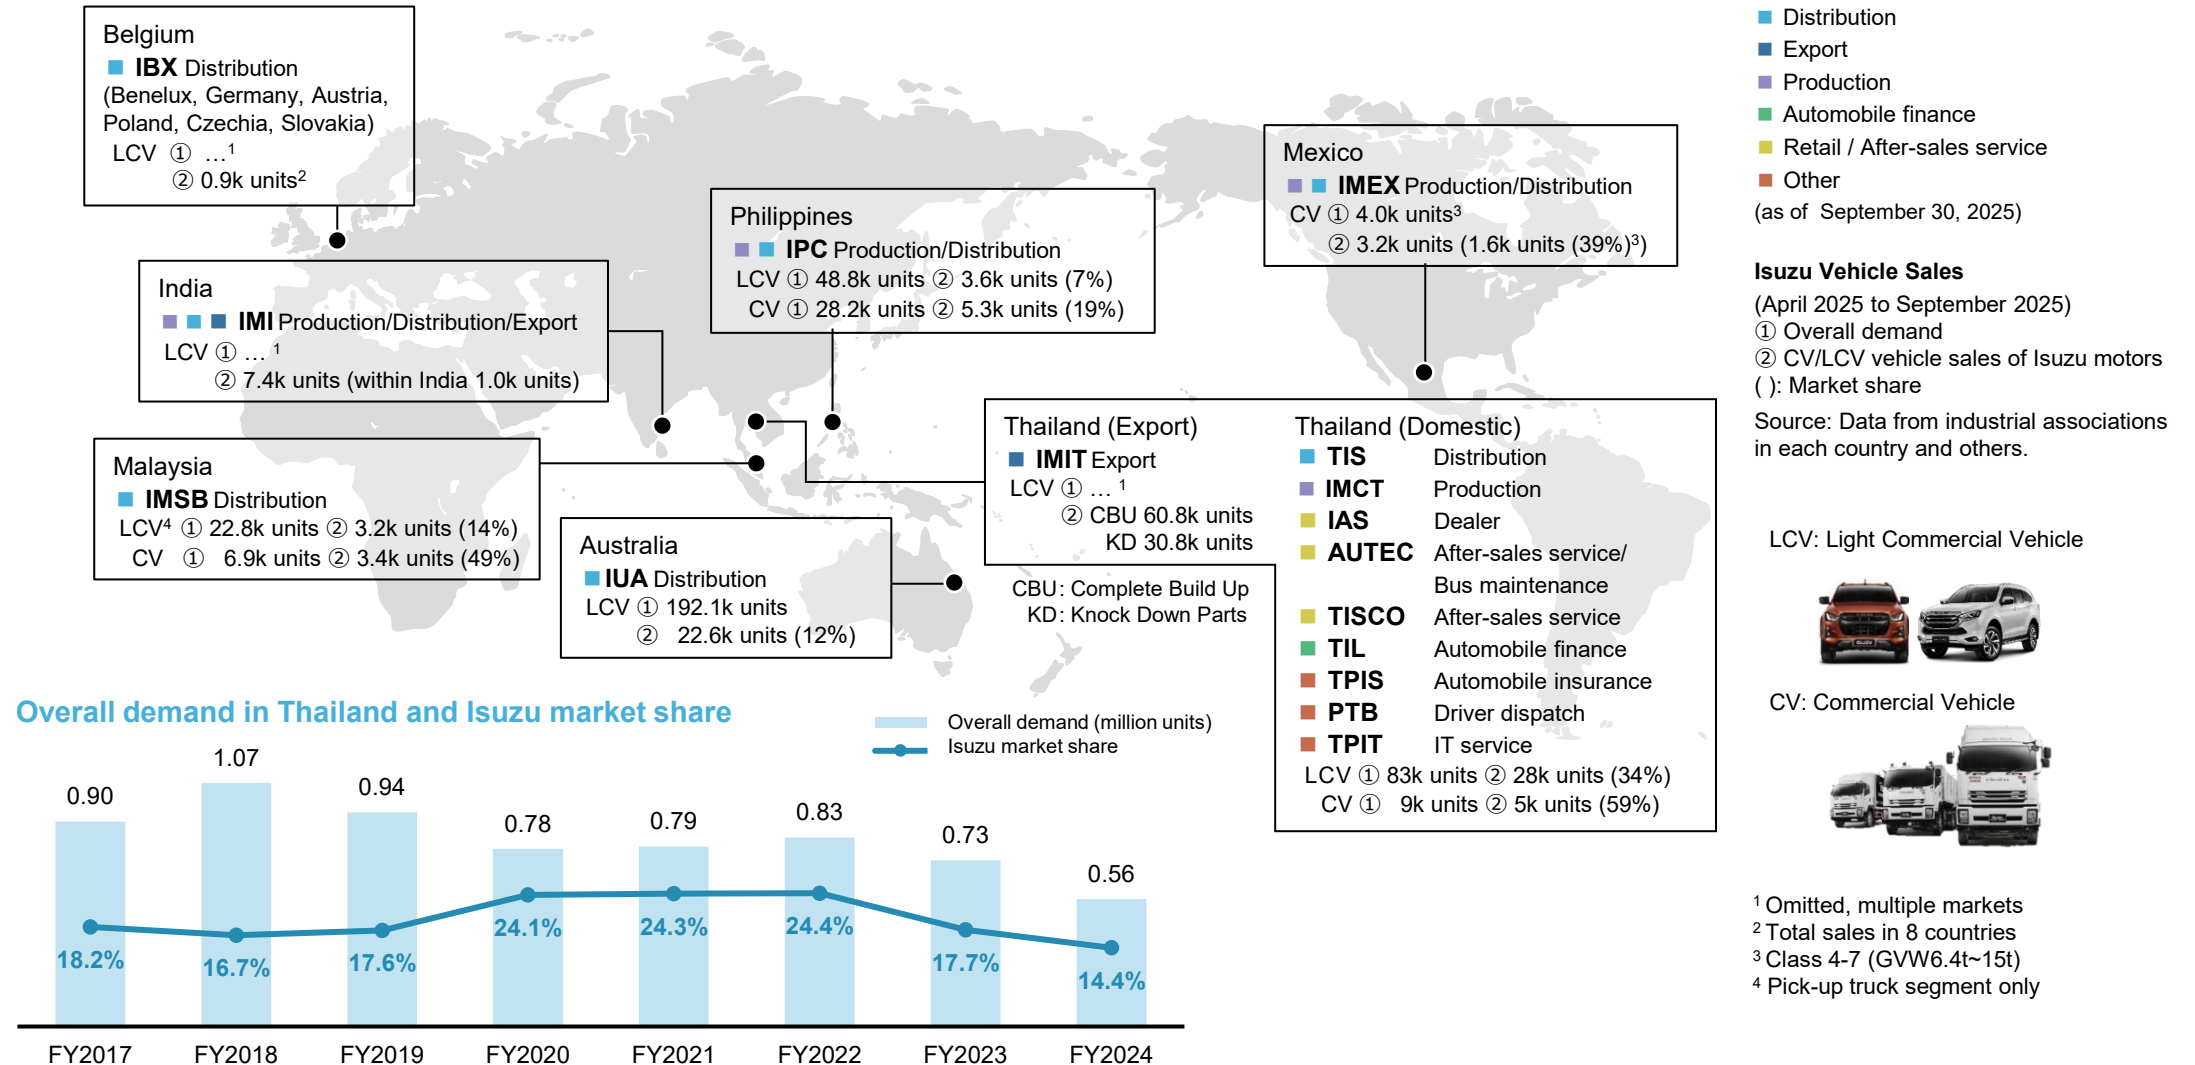 Belgium
IBX Distribution
(Benelux, Germany, Austria,
Poland, Czechia, Slovakia)
LCV ① …¹
② 0.9k units²
India
IMI Production/Distribution/Export
LCV ① … ¹
② 7.4k units (within India 1.0k units)
Malaysia
IMSB Distribution
LCV⁴ ① 22.8k units ② 3.2k units (14%)
CV ① 6.9k units ② 3.4k units (49%)
Philippines
IPC Production/Distribution
LCV ① 48.8k units ② 3.6k units (7%)
CV ① 28.2k units ② 5.3k units (19%)
Australia
IUA Distribution
LCV ① 192.1k units
② 22.6k units (12%)
Mexico
IMEX Production/Distribution
CV ① 4.0k units³
② 3.2k units (1.6k units (39%)³)
Thailand (Export)
IMIT Export
LCV ① … ¹
② CBU 60.8k units
KD 30.8k units
CBU: Complete Build Up
KD: Knock Down Parts
Thailand (Domestic)
TIS Distribution
IMCT Production
IAS Dealer
AUTEC After-sales service/
Bus maintenance
TISCO After-sales service
TIL Automobile finance
TPIS Automobile insurance
PTB Driver dispatch
TPIT IT service
LCV ① 83k units ② 28k units (34%)
CV ① 9k units ② 5k units (59%)
Distribution
Export
Production
Automobile finance
Retail / After-sales service
Other
(as of September 30, 2025)
Isuzu Vehicle Sales
(April 2025 to September 2025)
① Overall demand
② CV/LCV vehicle sales of Isuzu motors
( ): Market share
Source: Data from industrial associations
in each country and others.
LCV: Light Commercial Vehicle
CV: Commercial Vehicle
¹ Omitted, multiple markets
² Total sales in 8 countries
³ Class 4-7 (GVW6.4t~15t)
⁴ Pick-up truck segment only
Overall demand in Thailand and Isuzu market share
Overall demand (million units)
Isuzu market share
0.90 1.07 0.94 0.78 0.79 0.83 0.73 0.56
18.2% 16.7% 17.6% 24.1% 24.3% 24.4% 17.7% 14.4%
FY2017 FY2018 FY2019 FY2020 FY2021 FY2022 FY2023 FY2024